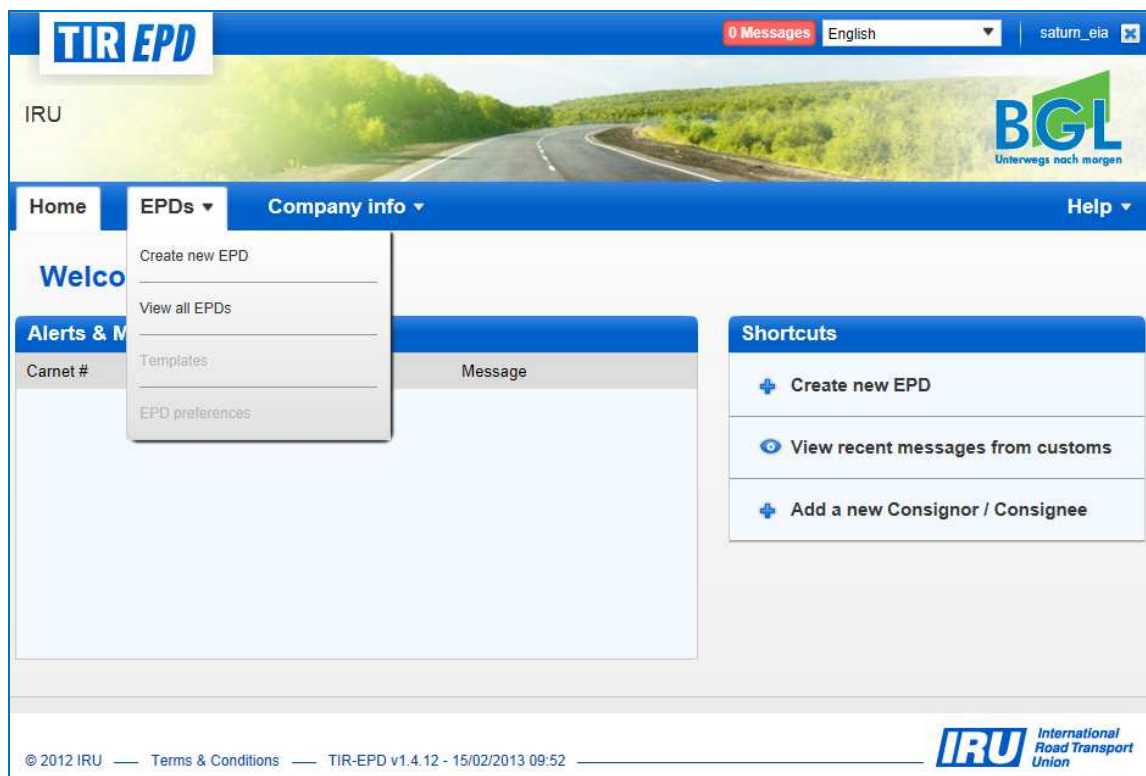 TIR EPD
0 Messages English saturn_eia
IRU
BGL
Unterwegs nach morgen
Home EPDs Company info Help
Create new EPD
View all EPDs
Templates
EPD preferences
Welco
Alerts & M
Carnet # Message
Shortcuts
Create new EPD
View recent messages from customs
Add a new Consignor / Consignee
© 2012 IRU Terms & Conditions TIR-EPD v1.4.12 - 15/02/2013 09:52
IRU International
Road Transport
Union